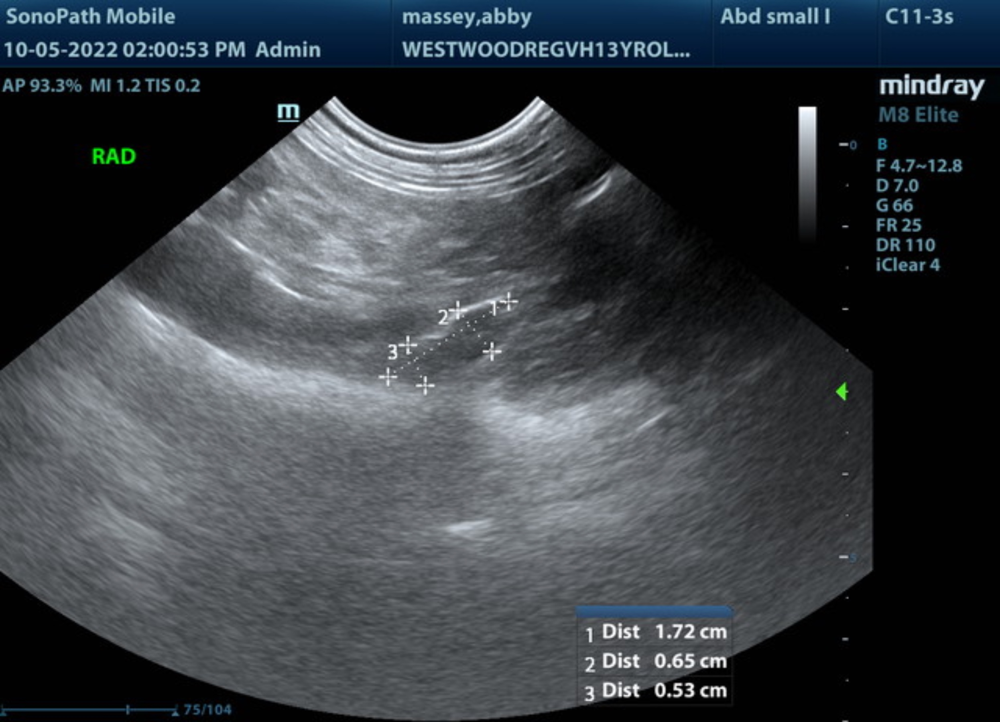 SonoPath Mobile
massey,abby
Abd small I
C11-3s
10-05-2022 02:00:53 PM Admin
WESTWOODREGVH13YROL...
AP 93.3% MI 1.2 TIS 0.2
mindray
M8 Elite
m
RAD
0
B
F 4.7~12.8
D 7.0
G 66
FR 25
DR 110
iClear 4
1
2
3
5
1 Dist 1.72 cm
2 Dist 0.65 cm
3 Dist 0.53 cm
75/104